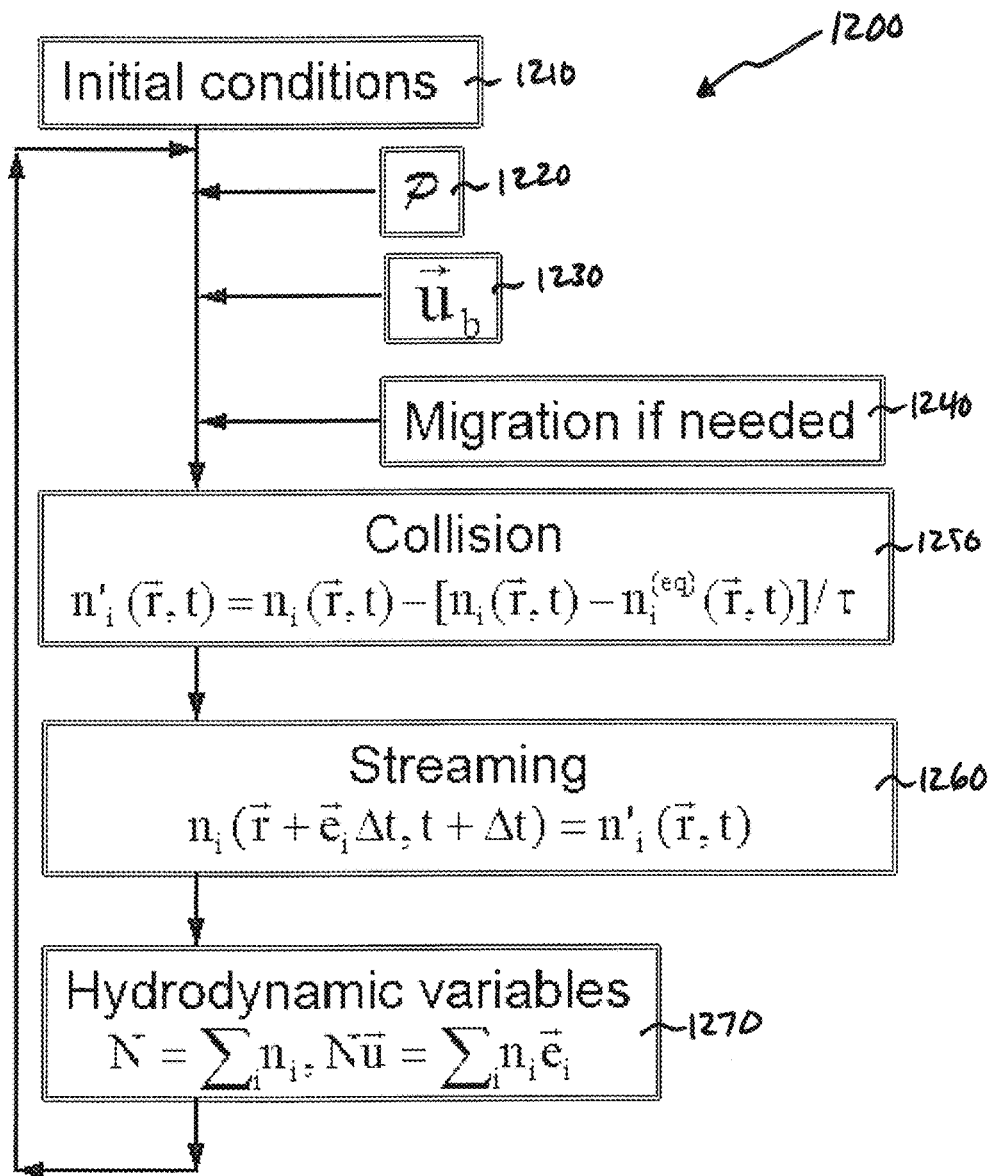 1200
Initial conditions
1210
𝒫
1220
u⃗_b
1230
Migration if needed
1240
Collision
n'_i (r⃗, t) = n_i (r⃗, t) − [n_i (r⃗, t) − n_i^(eq) (r⃗, t)] / τ
1250
Streaming
n_i (r⃗ + e⃗_i Δt, t + Δt) = n'_i (r⃗, t)
1260
Hydrodynamic variables
N = ∑_i n_i, Nu⃗ = ∑_i n_i e⃗_i
1270